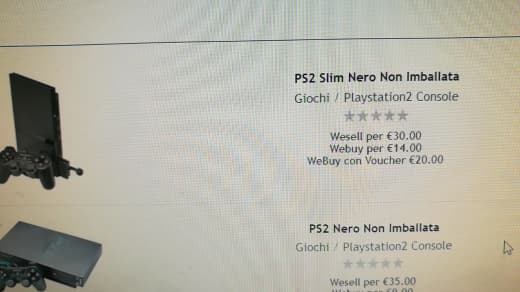 PS2 Slim Nero Non Imballata
Giochi / Playstation2 Console
Wesell per €30.00
Webuy per €14.00
WeBuy con Voucher €20.00
PS2 Nero Non Imballata
Giochi / Playstation2 Console
Wesell per €35.00